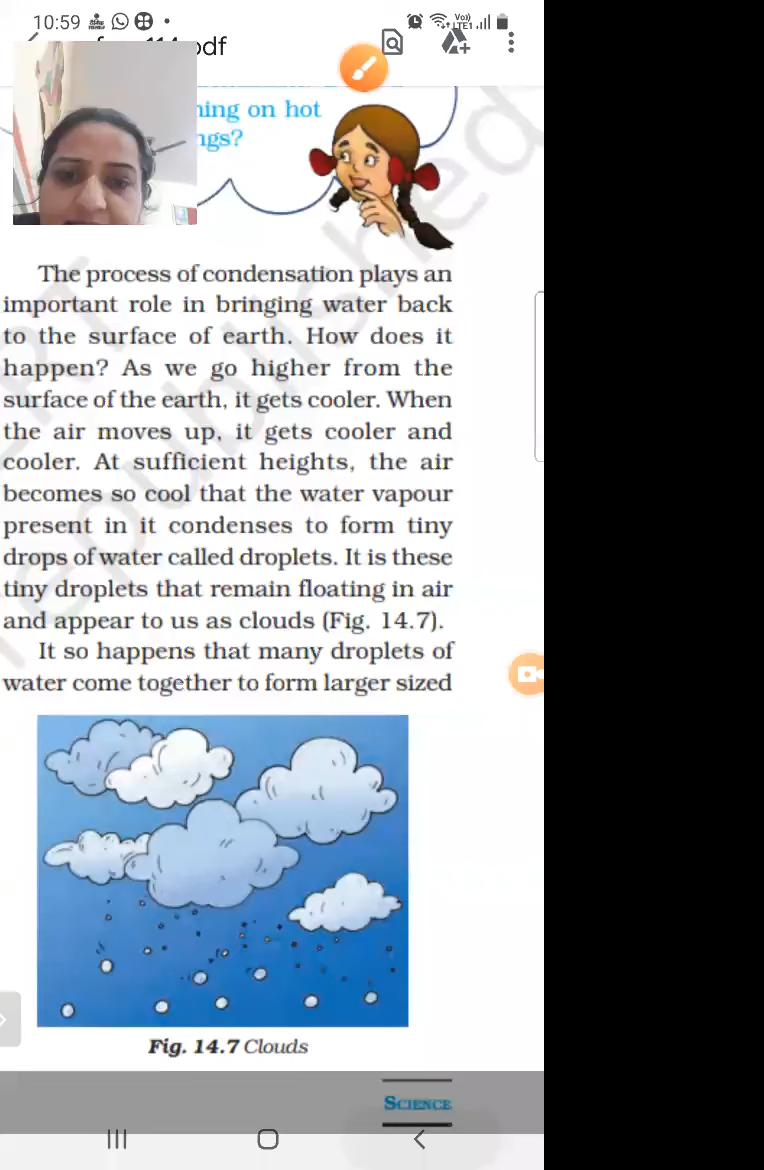 10:59
Vo))
LTE1
.pdf
ning on hot
ngs?
The process of condensation plays an
important role in bringing water back
to the surface of earth. How does it
happen? As we go higher from the
surface of the earth, it gets cooler. When
the air moves up, it gets cooler and
cooler. At sufficient heights, the air
becomes so cool that the water vapour
present in it condenses to form tiny
drops of water called droplets. It is these
tiny droplets that remain floating in air
and appear to us as clouds (Fig. 14.7).
It so happens that many droplets of
water come together to form larger sized
Fig. 14.7 Clouds
SCIENCE
republished